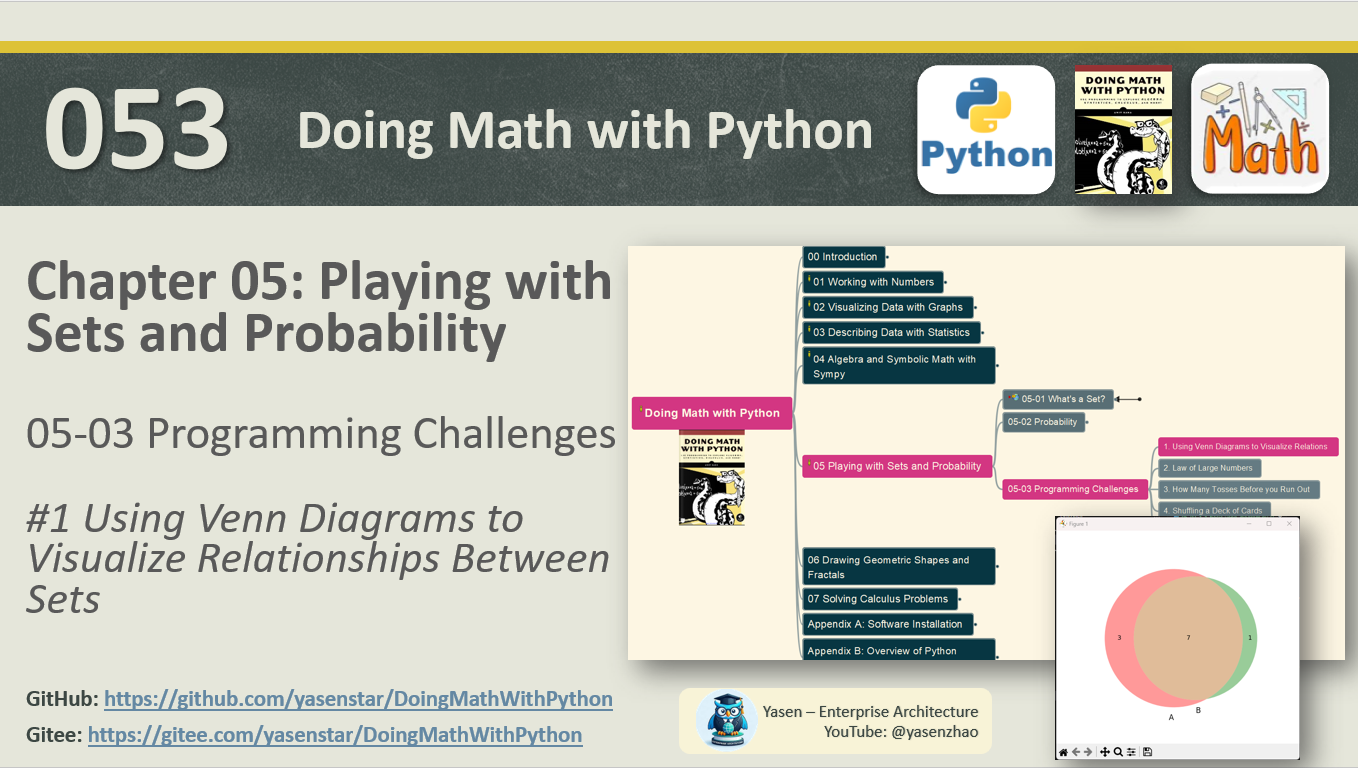 053
Doing Math with Python
Python
DOING MATH
WITH PYTHON
Math
Chapter 05: Playing with
Sets and Probability
05-03 Programming Challenges
#1 Using Venn Diagrams to
Visualize Relationships Between
Sets
GitHub: https://github.com/yasenstar/DoingMathWithPython
Gitee: https://gitee.com/yasenstar/DoingMathWithPython
Doing Math with Python
DOING MATH
WITH PYTHON
00 Introduction
01 Working with Numbers
02 Visualizing Data with Graphs
03 Describing Data with Statistics
04 Algebra and Symbolic Math with
Sympy
05 Playing with Sets and Probability
05-01 What's a Set?
05-02 Probability
05-03 Programming Challenges
1. Using Venn Diagrams to Visualize Relations
2. Law of Large Numbers
3. How Many Tosses Before you Run Out
4. Shuffling a Deck of Cards
06 Drawing Geometric Shapes and
Fractals
07 Solving Calculus Problems
Appendix A: Software Installation
Appendix B: Overview of Python
Figure 1
3
7
1
A
B
Yasen – Enterprise Architecture
YouTube: @yasenzhao